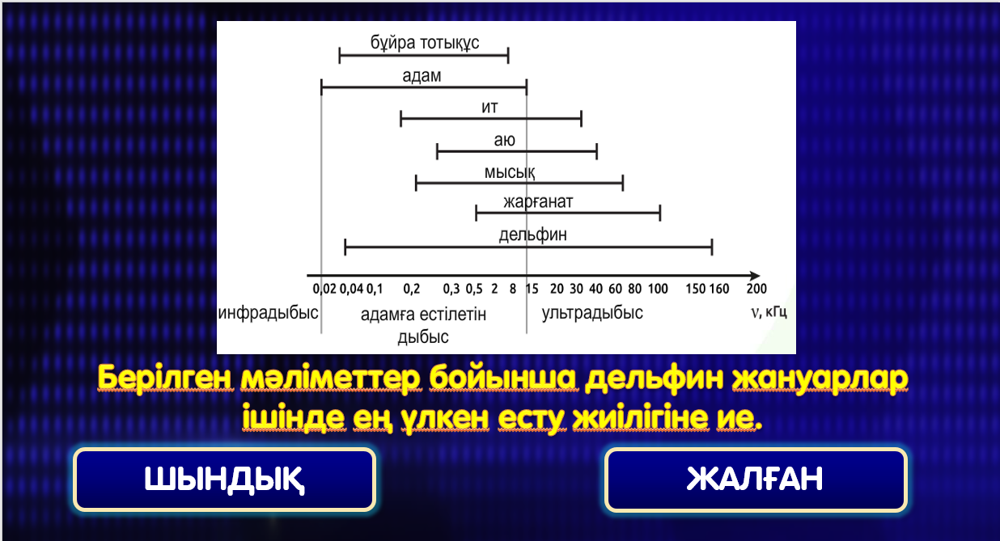 бұйра тотықұс
адам
ит
аю
мысық
жарғанат
дельфин
0,02 0,04 0,1 0,2 0,3 0,5 2 8 15 20 30 40 60 80 100 150 160 200
инфрадыбыс адамға естілетін ультрадыбыс ν, кГц
дыбыс
Берілген мәліметтер бойынша дельфин жануарлар
ішінде ең үлкен есту жиілігіне ие.
ШЫНДЫҚ ЖАЛҒАН